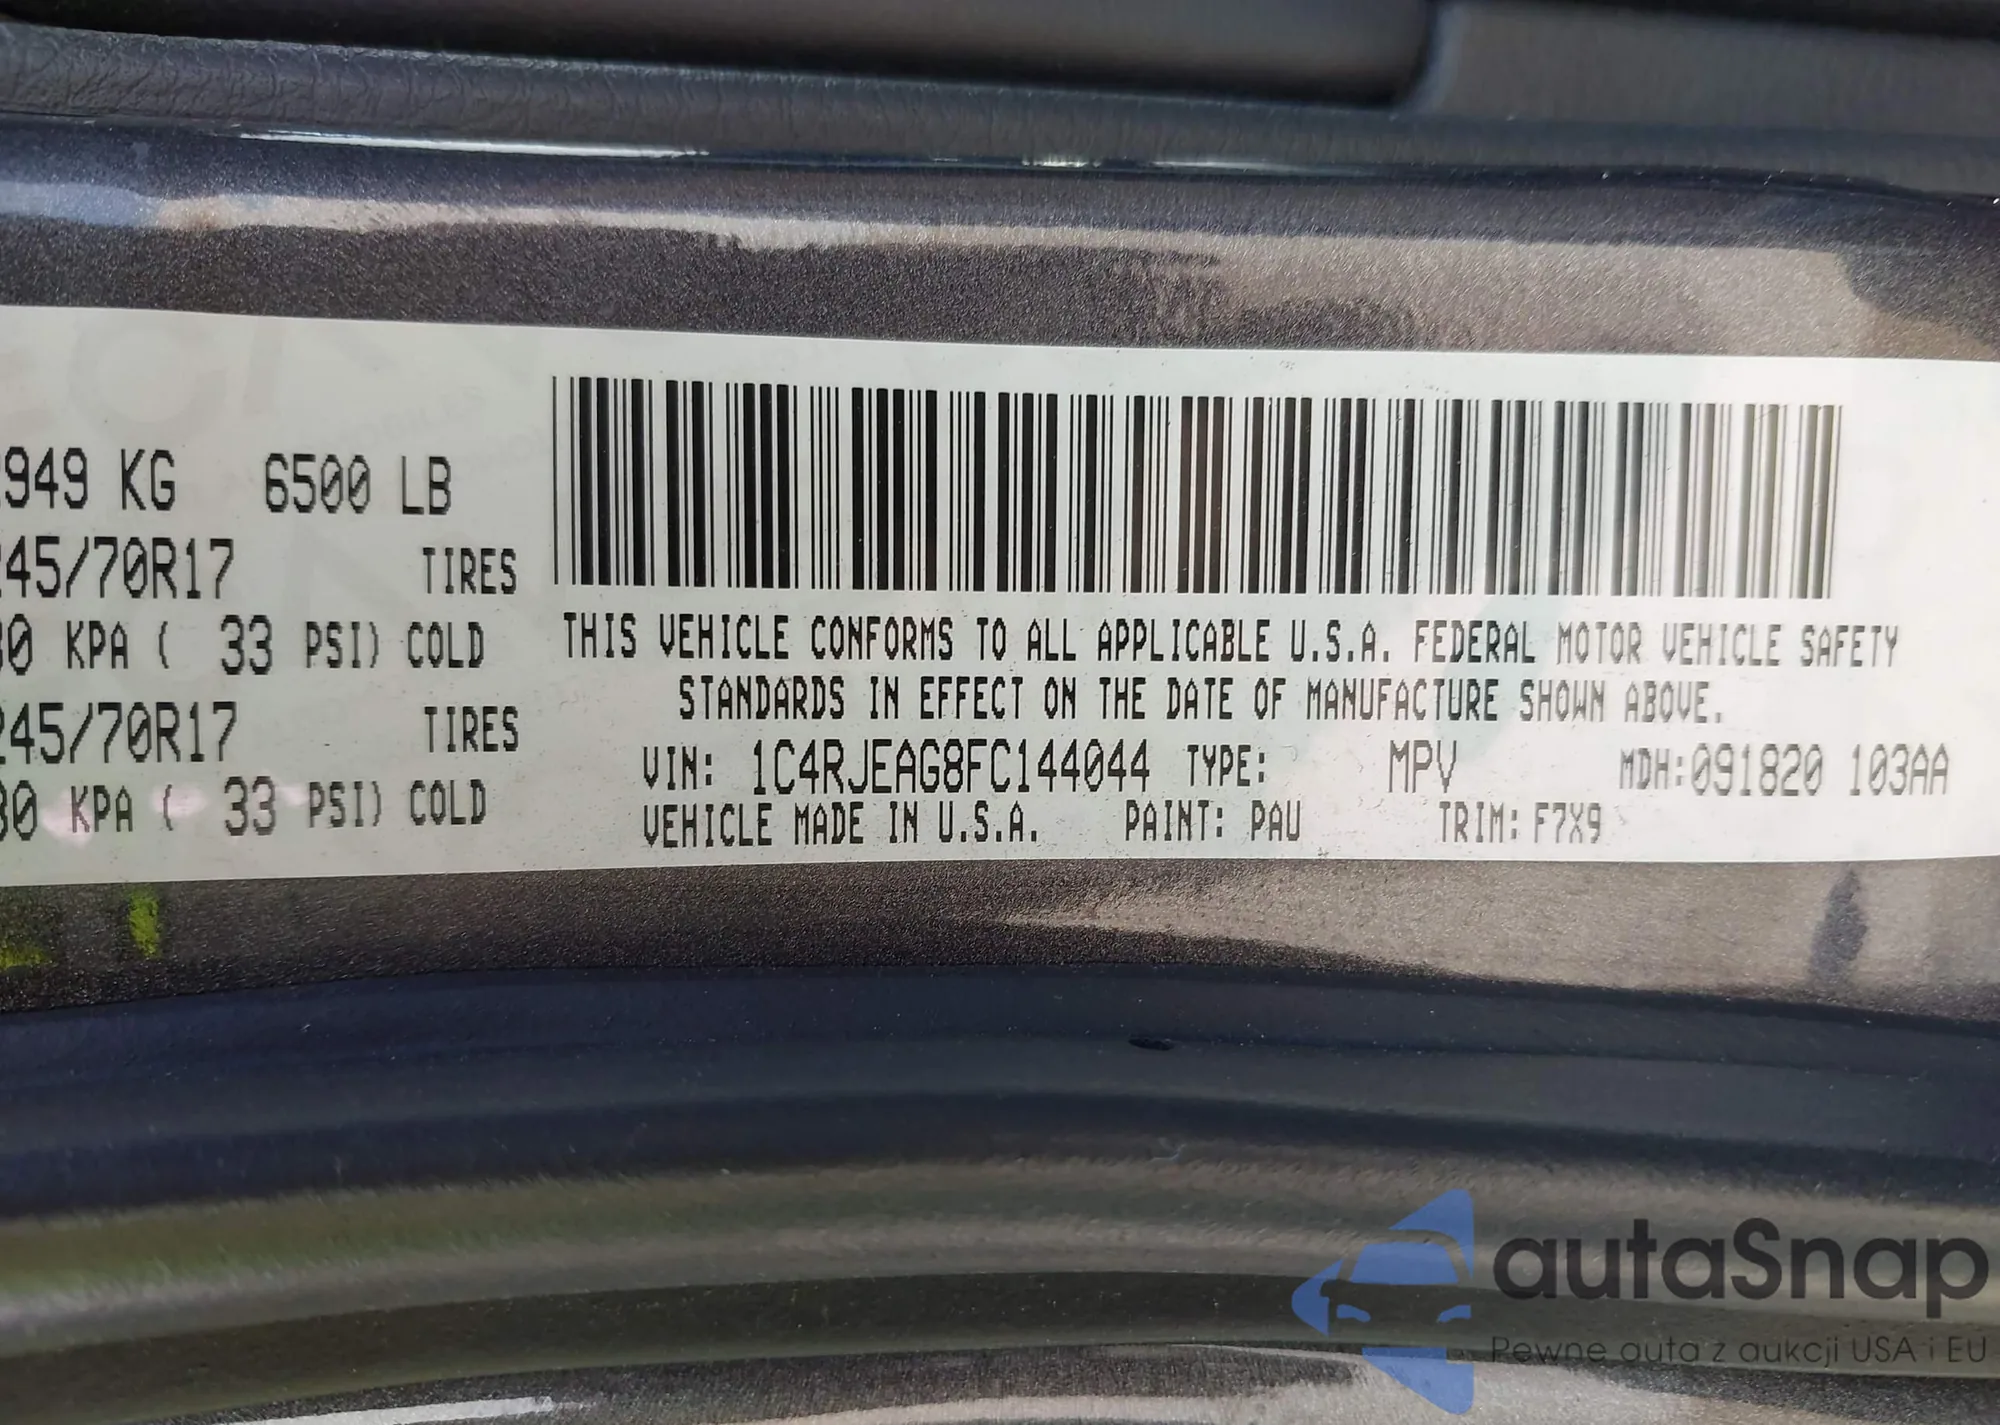 949 KG 6500 LB
245/70R17 TIRES
30 KPA ( 33 PSI) COLD
245/70R17 TIRES
30 KPA ( 33 PSI) COLD
THIS VEHICLE CONFORMS TO ALL APPLICABLE U.S.A. FEDERAL MOTOR VEHICLE SAFETY
STANDARDS IN EFFECT ON THE DATE OF MANUFACTURE SHOWN ABOVE.
VIN: 1C4RJEAG8FC144044 TYPE: MPV MDH:091820 103AA
VEHICLE MADE IN U.S.A. PAINT: PAU TRIM: F7X9
autaSnap
Pewne auta z aukcji USA i EU